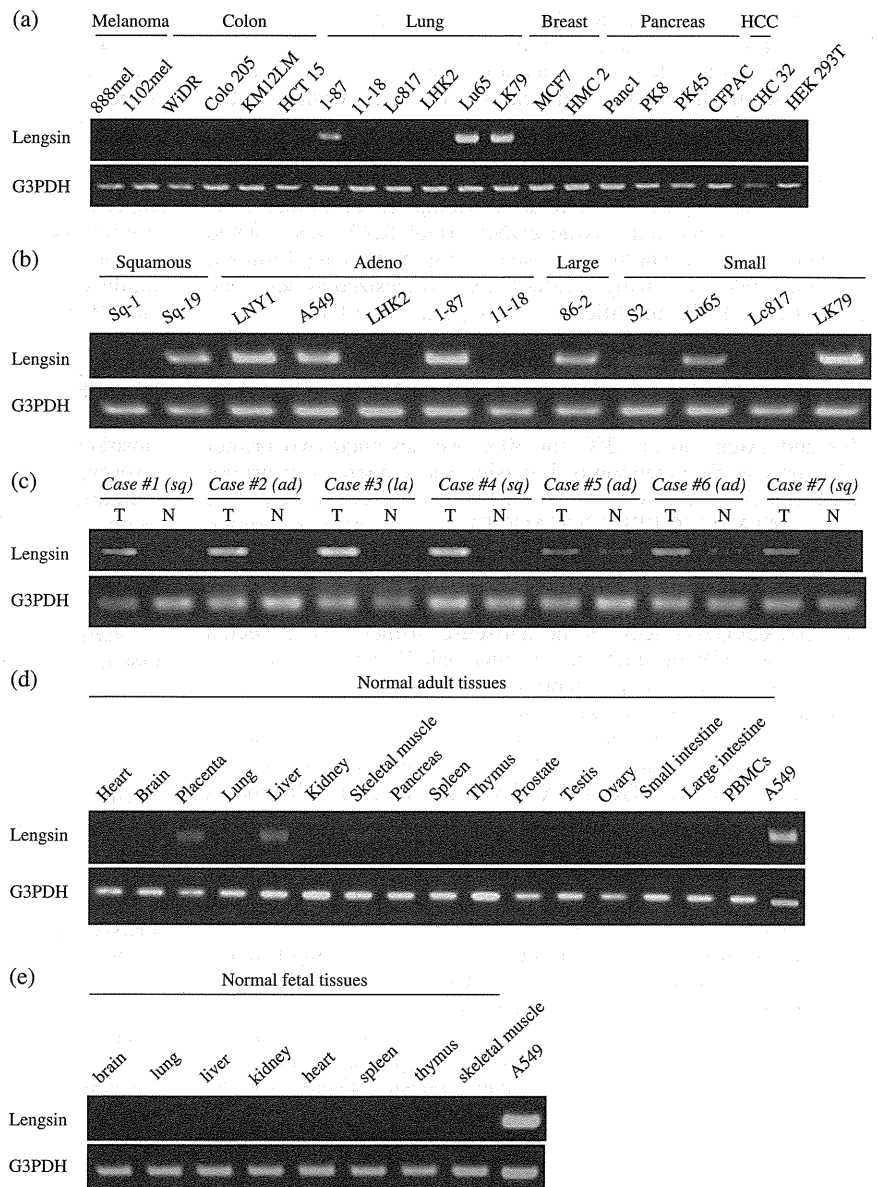 (a)
Melanoma Colon Lung Breast Pancreas HCC
888mel 1102mel WiDR Colo 205 KM12LM HCT 15 1-87 11-18 Lc817 LHK2 Lu65 LK79 MCF7 HMC 2 Panc1 PK8 PK45 CFPAC CHC 32 HEK 293T
Lengsin
G3PDH
(b)
Squamous Adeno Large Small
Sq-1 Sq-19 LNY1 A549 LHK2 1-87 11-18 86-2 S2 Lu65 Lc817 LK79
Lengsin
G3PDH
(c)
Case #1 (sq) Case #2 (ad) Case #3 (la) Case #4 (sq) Case #5 (ad) Case #6 (ad) Case #7 (sq)
T N T N T N T N T N T N T N
Lengsin
G3PDH
(d)
Normal adult tissues
Heart Brain Placenta Lung Liver Kidney Skeletal muscle Pancreas Spleen Thymus Prostate Testis Ovary Small intestine Large intestine PBMCs A549
Lengsin
G3PDH
(e)
Normal fetal tissues
brain lung liver kidney heart spleen thymus skeletal muscle A549
Lengsin
G3PDH